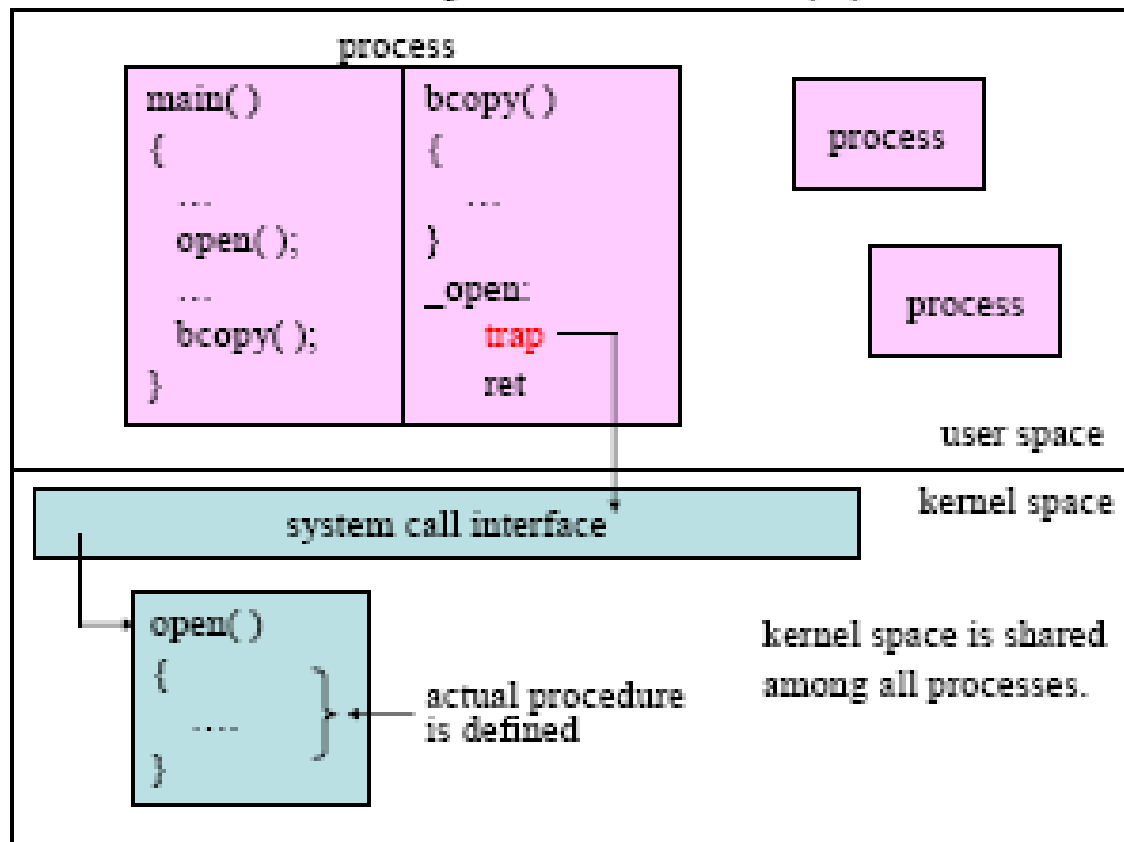 process
main( )
{
...
open( );
...
bcopy( );
}
bcopy( )
{
...
}
_open:
trap
ret
process
process
user space
kernel space
system call interface
open( )
{
....
}
actual procedure
is defined
kernel space is shared
among all processes.